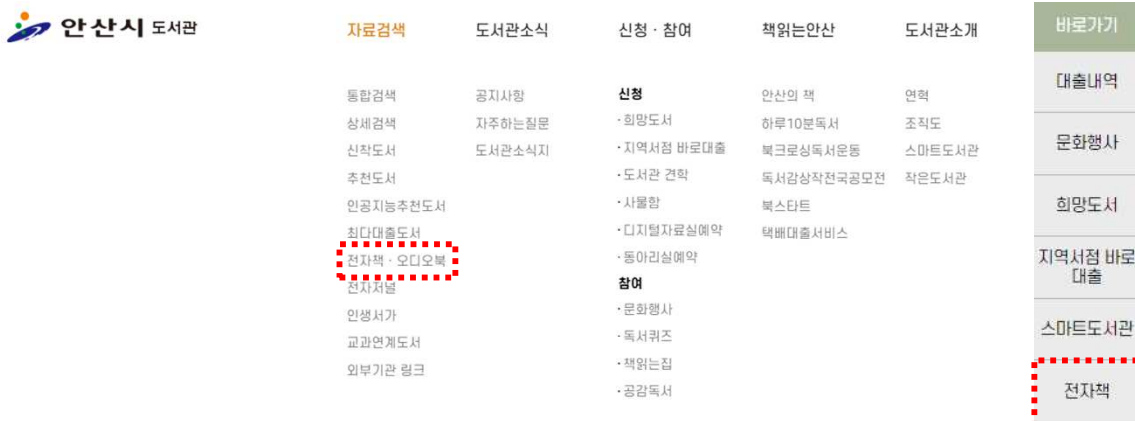 안산시 도서관
자료검색
통합검색
상세검색
신착도서
추천도서
인공지능추천도서
최다대출도서
전자책 · 오디오북
전자저널
인생서가
교과연계도서
외부기관 링크
도서관소식
공지사항
자주하는질문
도서관소식지
신청 · 참여
신청
· 희망도서
· 지역서점 바로대출
· 도서관 견학
· 사물함
· 디지털자료실예약
· 동아리실예약
참여
· 문화행사
· 독서퀴즈
· 책읽는집
· 공감독서
책읽는안산
안산의 책
하루10분독서
북크로싱독서운동
독서감상작전국공모전
북스타트
택배대출서비스
도서관소개
연혁
조직도
스마트도서관
작은도서관
바로가기
대출내역
문화행사
희망도서
지역서점 바로
대출
스마트도서관
전자책